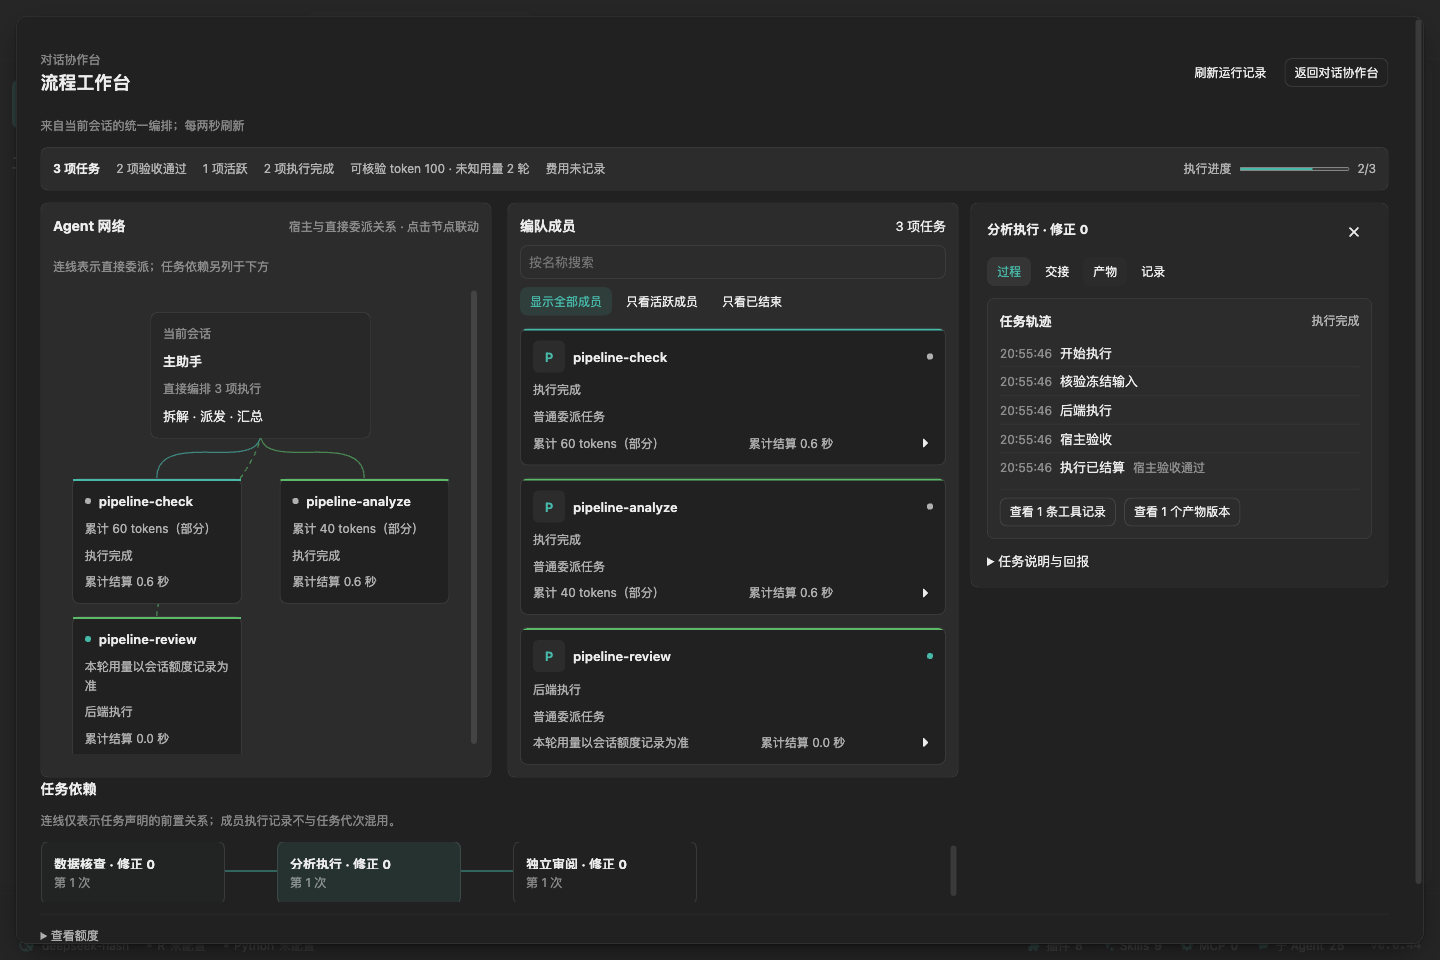 对话协作台
流程工作台
刷新运行记录
返回对话协作台
来自当前会话的统一编排；每两秒刷新
3 项任务 2 项验收通过 1 项活跃 2 项执行完成 可核验 token 100 · 未知用量 2 轮 费用未记录
执行进度 2/3
Agent 网络
宿主与直接委派关系 · 点击节点联动
连线表示直接委派；任务依赖另列于下方
当前会话
主助手
直接编排 3 项执行
拆解 · 派发 · 汇总
pipeline-check
累计 60 tokens（部分）
执行完成
累计结算 0.6 秒
pipeline-analyze
累计 40 tokens（部分）
执行完成
累计结算 0.6 秒
pipeline-review
本轮用量以会话额度记录为
准
后端执行
累计结算 0.0 秒
编队成员
3 项任务
按名称搜索
显示全部成员 只看活跃成员 只看已结束
P pipeline-check
执行完成
普通委派任务
累计 60 tokens（部分） 累计结算 0.6 秒
P pipeline-analyze
执行完成
普通委派任务
累计 40 tokens（部分） 累计结算 0.6 秒
P pipeline-review
后端执行
普通委派任务
本轮用量以会话额度记录为准 累计结算 0.0 秒
分析执行 · 修正 0
过程 交接 产物 记录
任务轨迹 执行完成
20:55:46 开始执行
20:55:46 核验冻结输入
20:55:46 后端执行
20:55:46 宿主验收
20:55:46 执行已结算 宿主验收通过
查看 1 条工具记录 查看 1 个产物版本
任务说明与回报
任务依赖
连线仅表示任务声明的前置关系；成员执行记录不与任务代次混用。
数据核查 · 修正 0
第 1 次
分析执行 · 修正 0
第 1 次
独立审阅 · 修正 0
第 1 次
查看额度